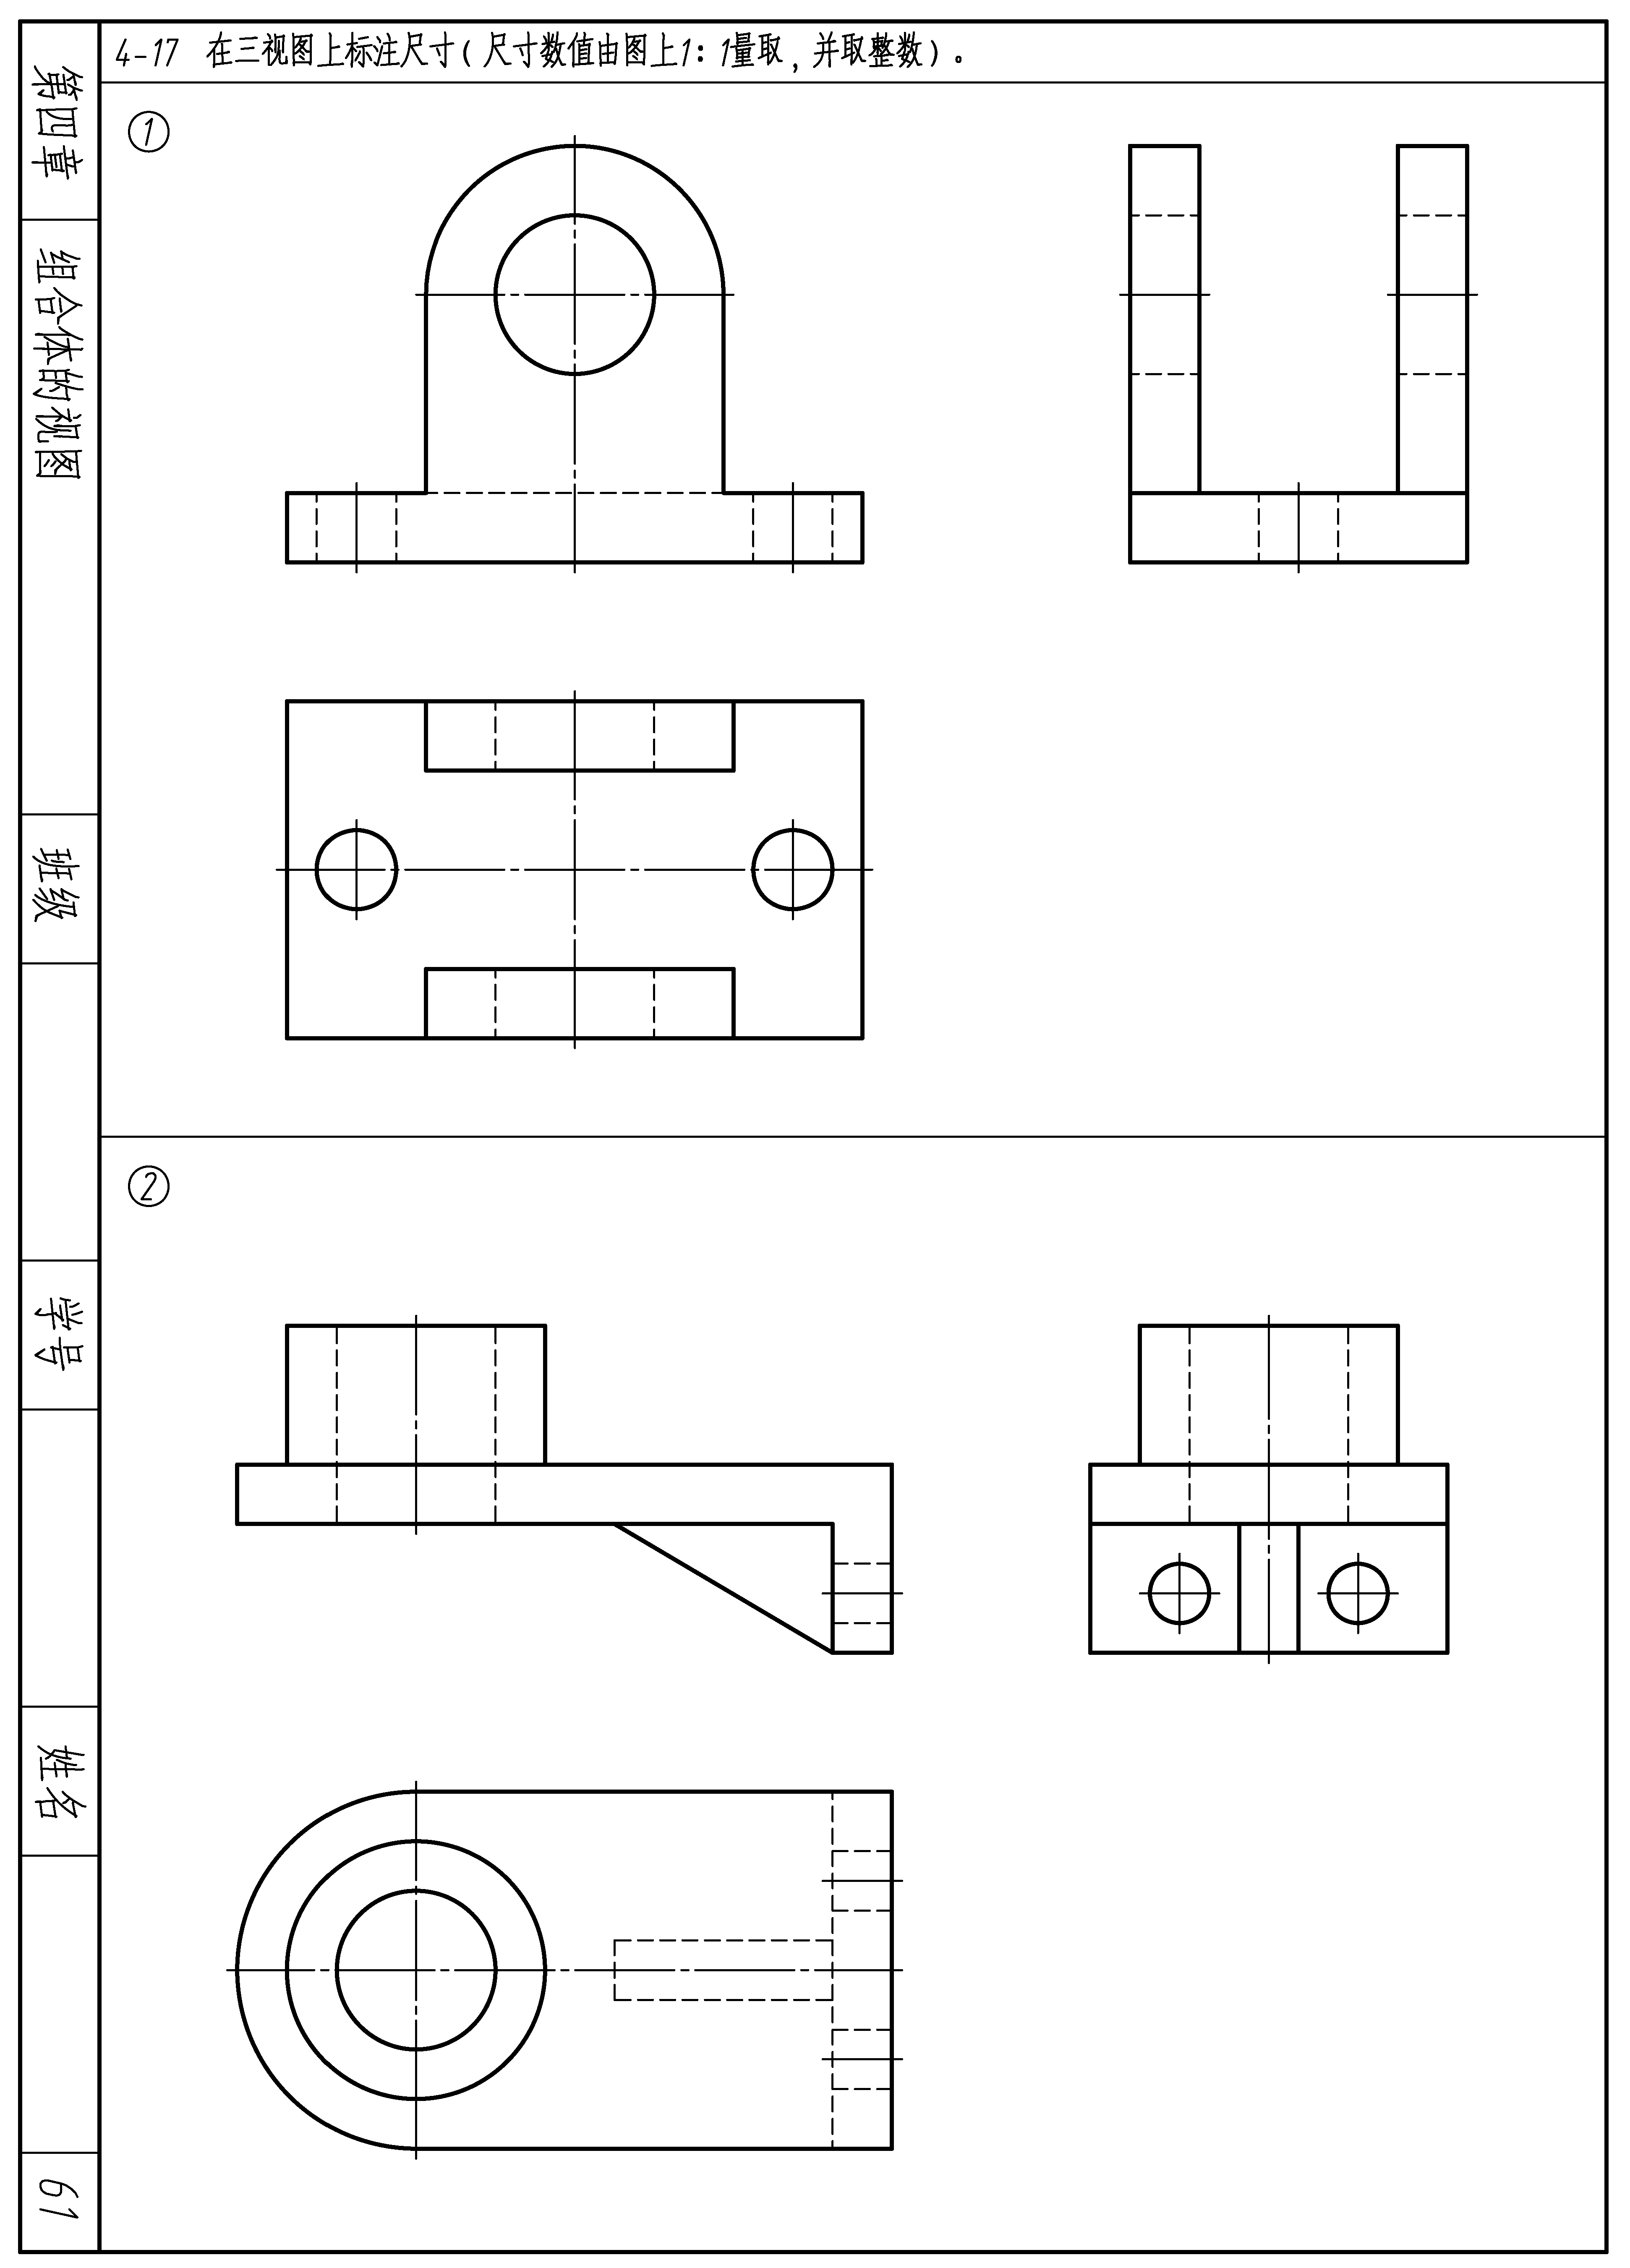 4-17 在三视图上标注尺寸(尺寸数值由图上1:1量取,并取整数)。
①
②
第四章
组合体的视图
班级
学号
姓名
61